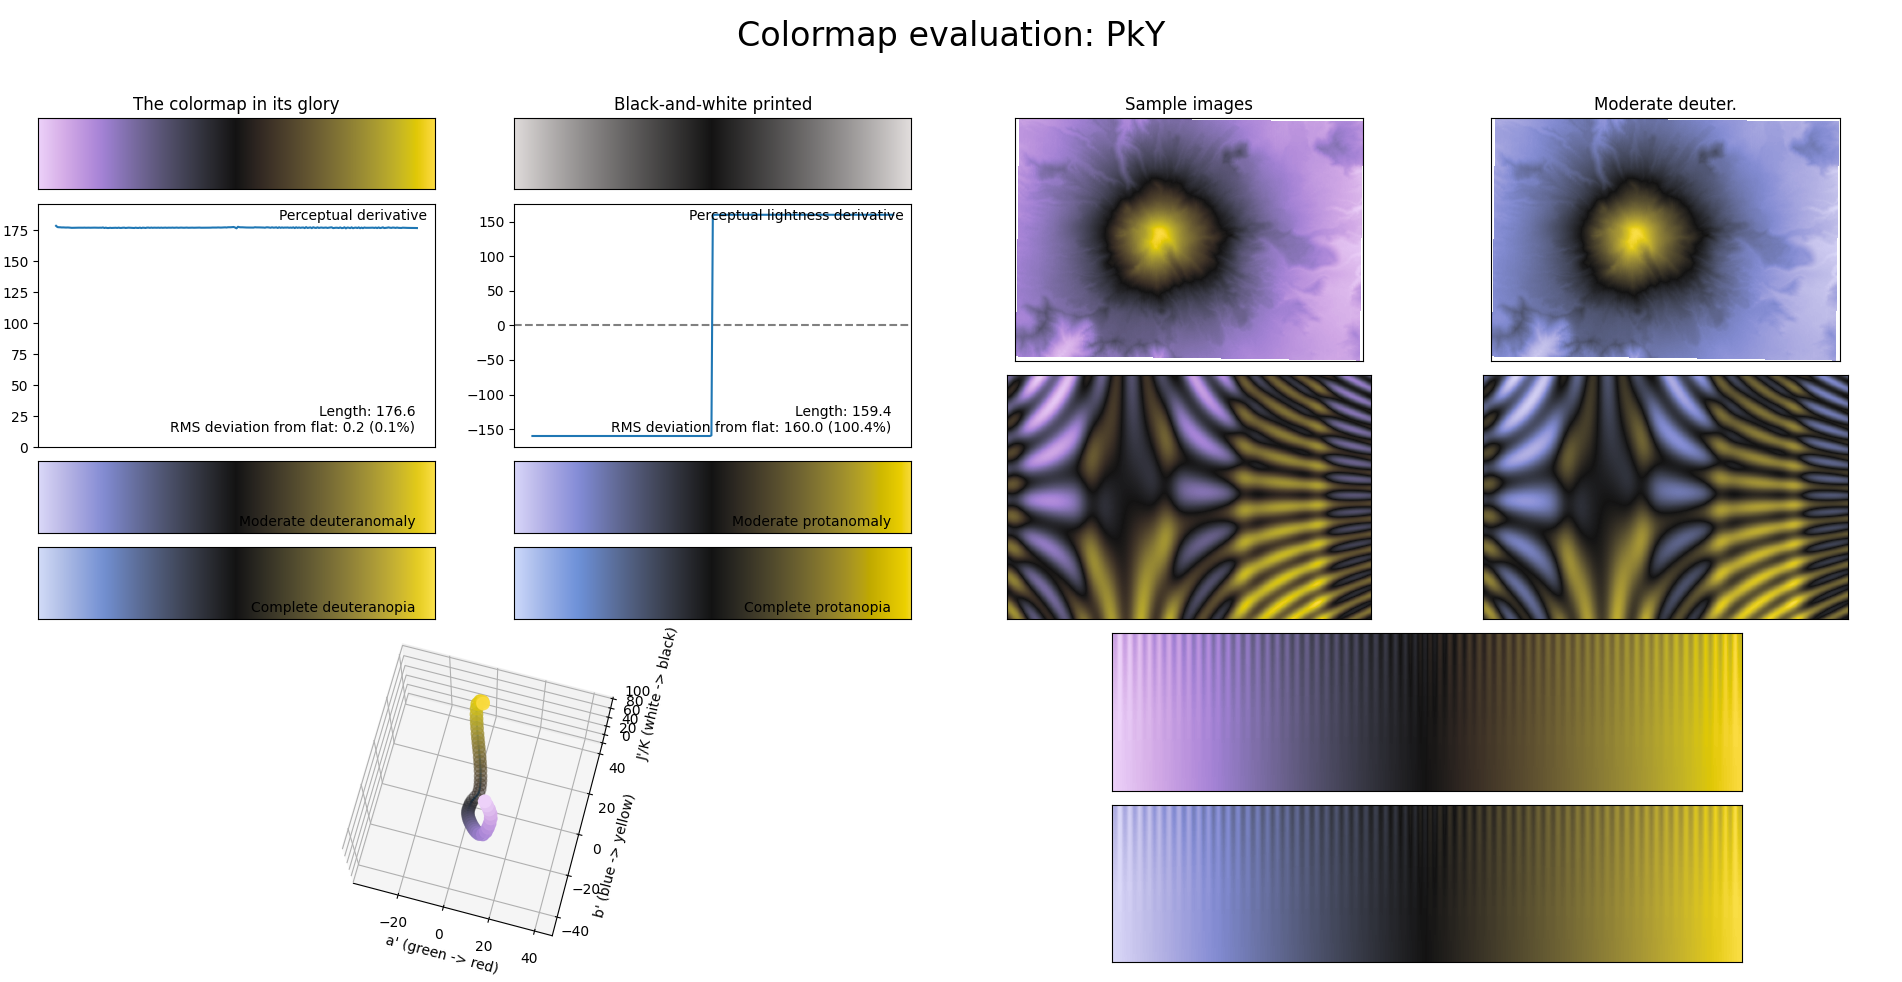 Colormap evaluation: PkY
The colormap in its glory
Black-and-white printed
Sample images
Moderate deuter.
Perceptual derivative
175
150
125
100
75
50
25
0
Length: 176.6
RMS deviation from flat: 0.2 (0.1%)
Perceptual lightness derivative
150
100
50
0
−50
−100
−150
Length: 159.4
RMS deviation from flat: 160.0 (100.4%)
Moderate deuteranomaly
Moderate protanomaly
Complete deuteranopia
Complete protanopia
100
80
60
40
20
0
J'/K (white -> black)
40
20
0
−20
−40
b' (blue -> yellow)
−20
0
20
40
a' (green -> red)